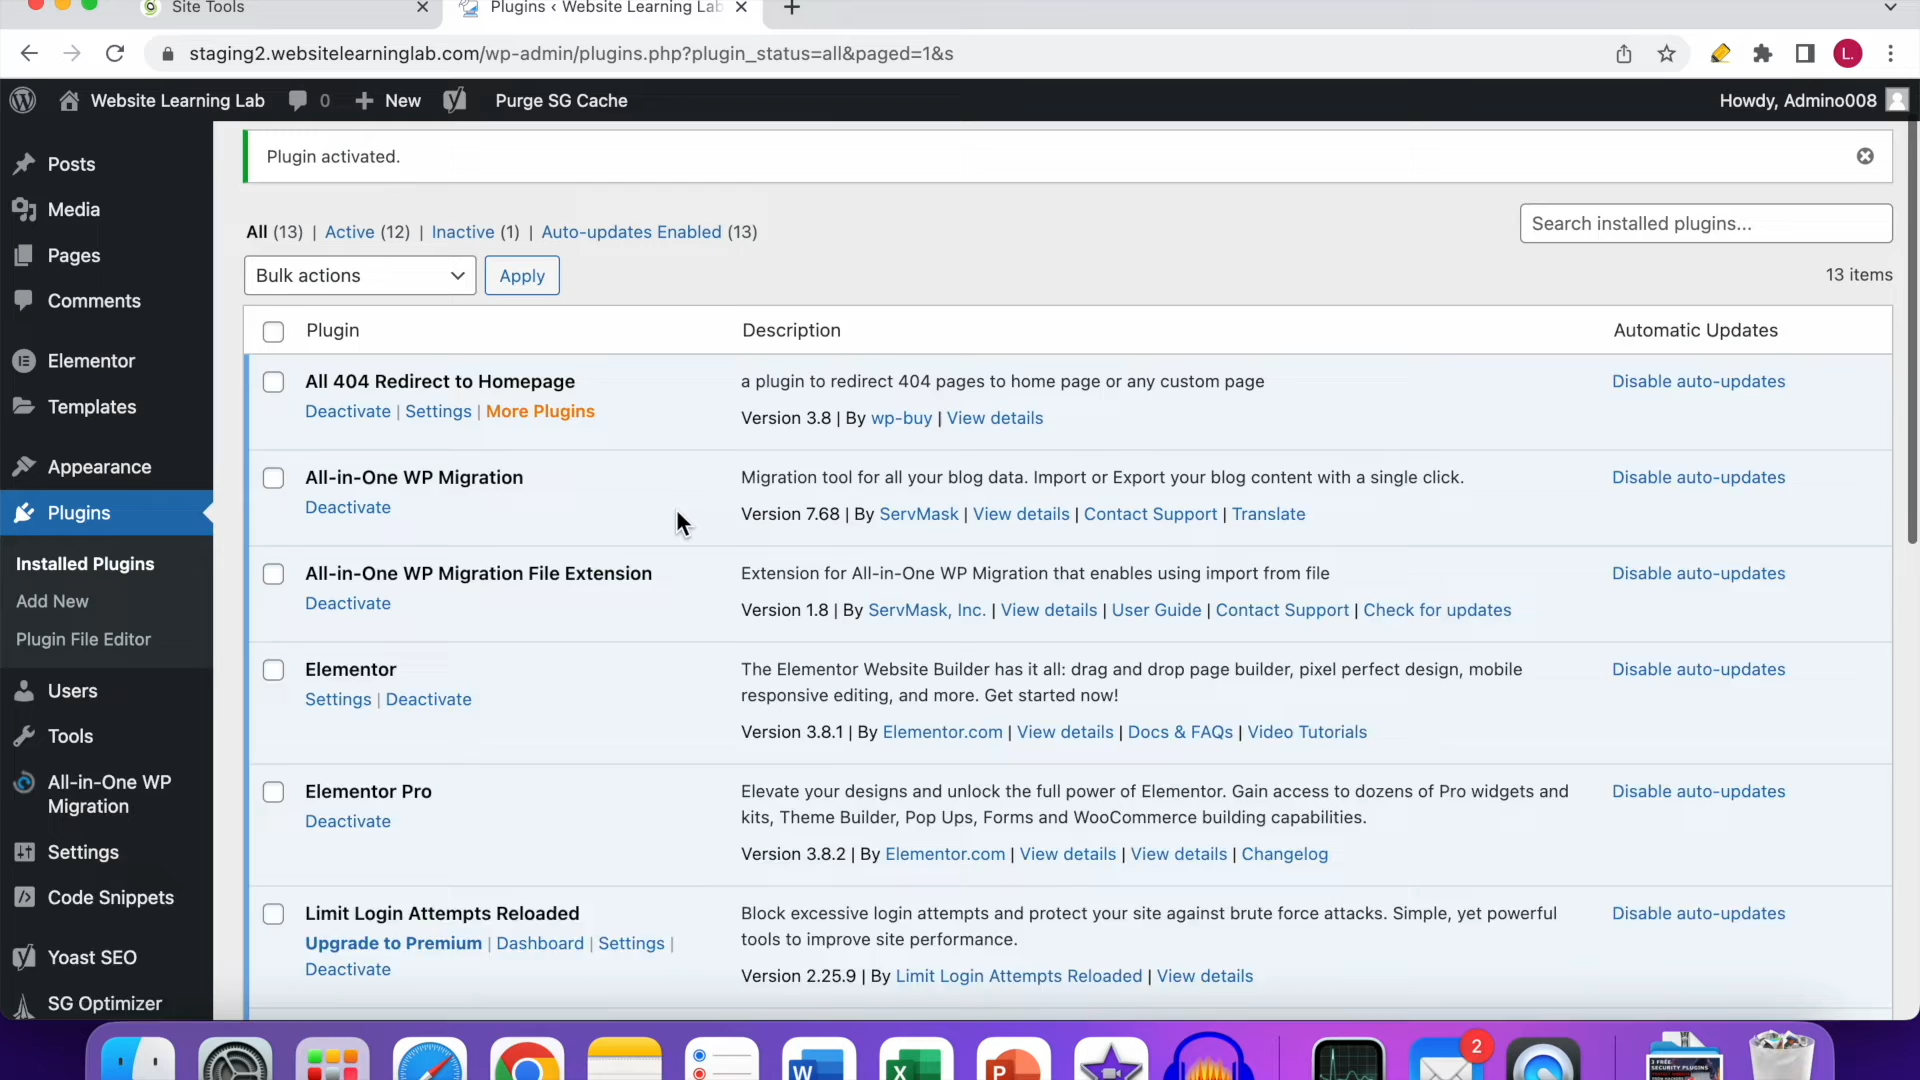 Site Tools
Plugins < Website Learning Lab
staging2.websitelearninglab.com/wp-admin/plugins.php?plugin_status=all&paged=1&s
L.
Website Learning Lab 0 New Purge SG Cache
Howdy, Admino008
Posts
Media
Pages
Comments
Elementor
Templates
Appearance
Plugins
Installed Plugins
Add New
Plugin File Editor
Users
Tools
All-in-One WP
Migration
Settings
Code Snippets
Yoast SEO
SG Optimizer
Plugin activated.
All (13) | Active (12) | Inactive (1) | Auto-updates Enabled (13)
Search installed plugins...
Bulk actions
Apply
13 items
Plugin Description Automatic Updates
All 404 Redirect to Homepage
Deactivate | Settings | More Plugins
a plugin to redirect 404 pages to home page or any custom page
Version 3.8 | By wp-buy | View details
Disable auto-updates
All-in-One WP Migration
Deactivate
Migration tool for all your blog data. Import or Export your blog content with a single click.
Version 7.68 | By ServMask | View details | Contact Support | Translate
Disable auto-updates
All-in-One WP Migration File Extension
Deactivate
Extension for All-in-One WP Migration that enables using import from file
Version 1.8 | By ServMask, Inc. | View details | User Guide | Contact Support | Check for updates
Disable auto-updates
Elementor
Settings | Deactivate
The Elementor Website Builder has it all: drag and drop page builder, pixel perfect design, mobile
responsive editing, and more. Get started now!
Version 3.8.1 | By Elementor.com | View details | Docs & FAQs | Video Tutorials
Disable auto-updates
Elementor Pro
Deactivate
Elevate your designs and unlock the full power of Elementor. Gain access to dozens of Pro widgets and
kits, Theme Builder, Pop Ups, Forms and WooCommerce building capabilities.
Version 3.8.2 | By Elementor.com | View details | View details | Changelog
Disable auto-updates
Limit Login Attempts Reloaded
Upgrade to Premium | Dashboard | Settings |
Deactivate
Block excessive login attempts and protect your site against brute force attacks. Simple, yet powerful
tools to improve site performance.
Version 2.25.9 | By Limit Login Attempts Reloaded | View details
Disable auto-updates
W
X
P
2